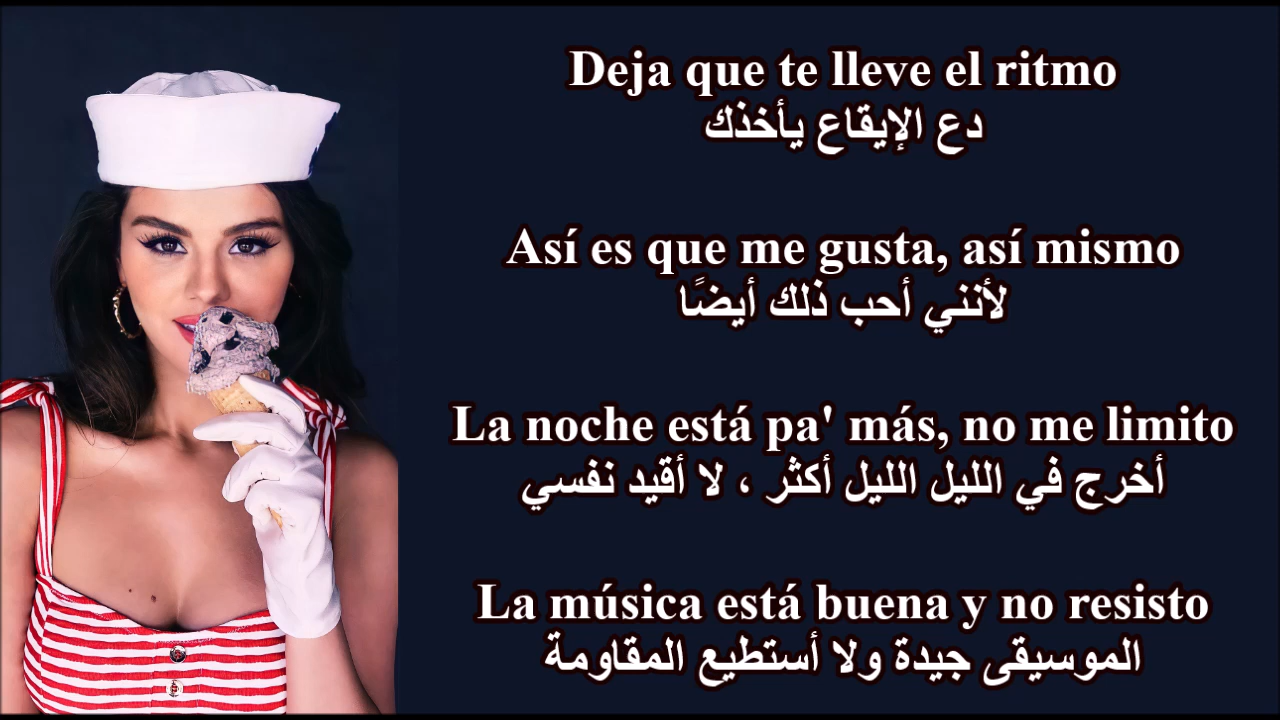 Deja que te lleve el ritmo
دع الإيقاع يأخذك
Así es que me gusta, así mismo
لأنني أحب ذلك أيضًا
La noche está pa' más, no me limito
أخرج في الليل الليل أكثر ، لا أقيد نفسي
La música está buena y no resisto
الموسيقى جيدة ولا أستطيع المقاومة